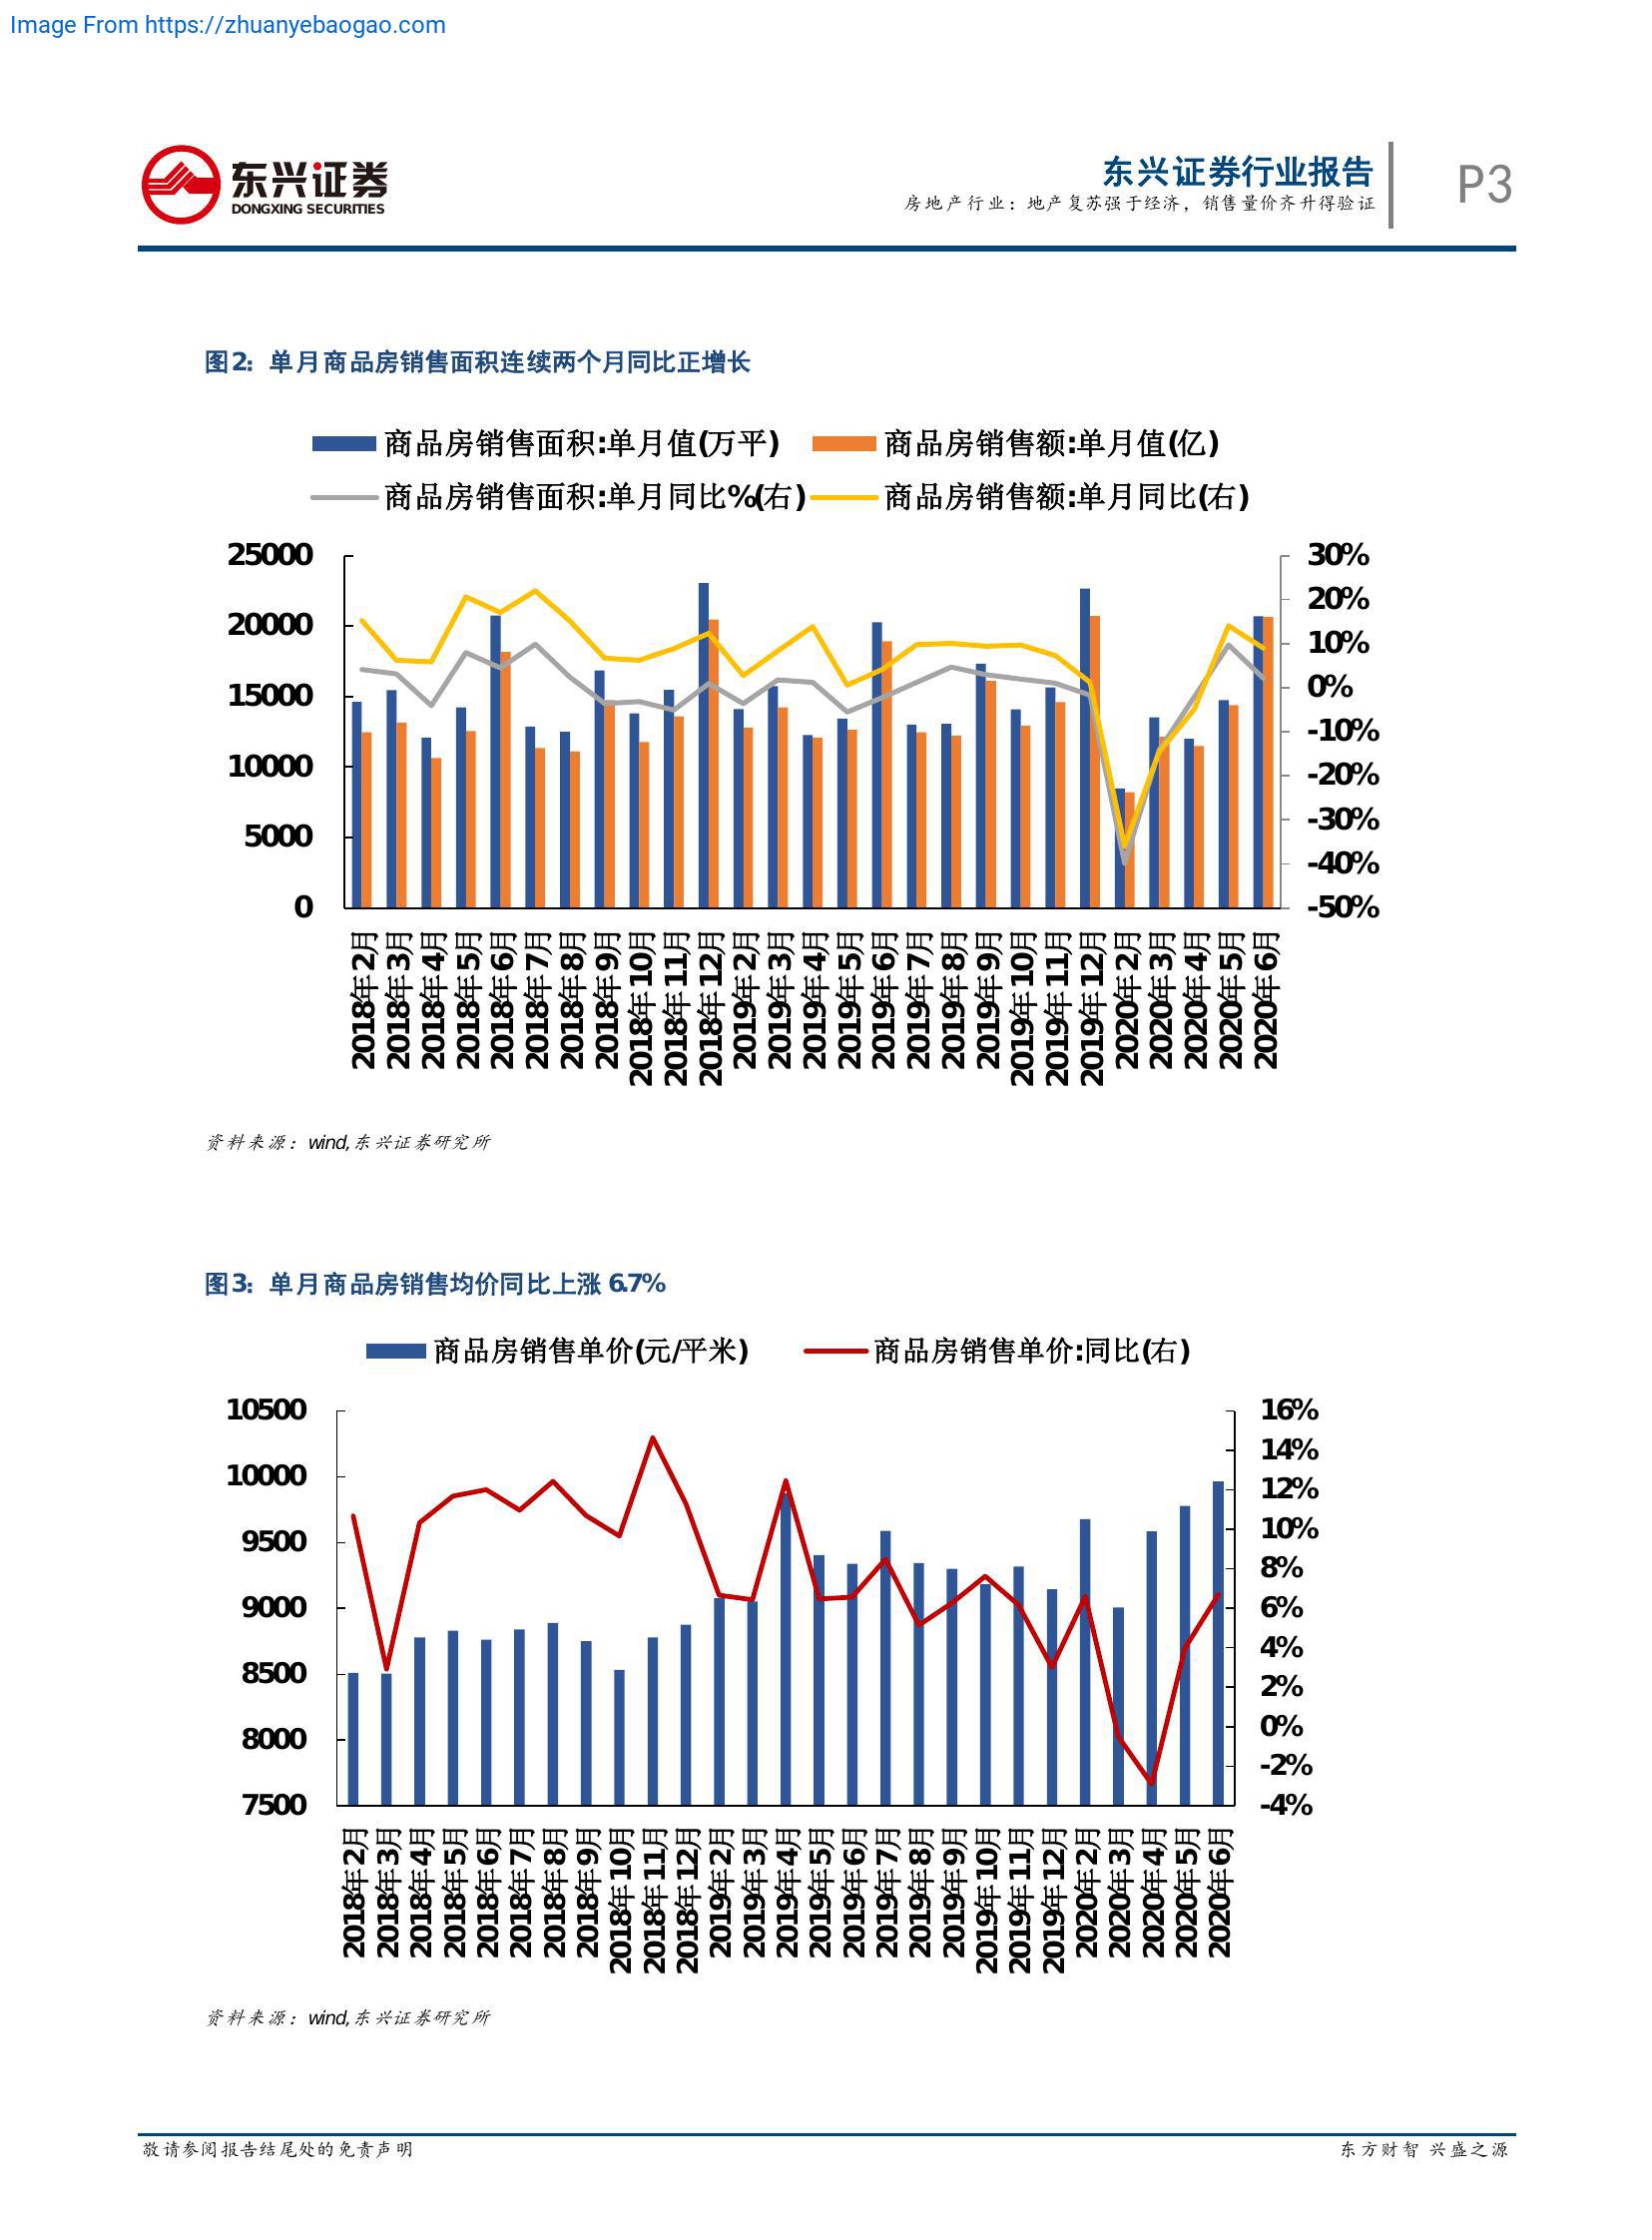 Image From https://zhuanyebaogao.com
东兴证券
DONGXING SECURITIES
东兴证券行业报告
房地产行业：地产复苏强于经济，销售量价齐升得验证
P3
图2: 单月商品房销售面积连续两个月同比正增长
商品房销售面积:单月值(万平) 商品房销售额:单月值(亿)
商品房销售面积:单月同比%(右) 商品房销售额:单月同比(右)
25000
20000
15000
10000
5000
0
30%
20%
10%
0%
-10%
-20%
-30%
-40%
-50%
2018年2月
2018年3月
2018年4月
2018年5月
2018年6月
2018年7月
2018年8月
2018年9月
2018年10月
2018年11月
2018年12月
2019年2月
2019年3月
2019年4月
2019年5月
2019年6月
2019年7月
2019年8月
2019年9月
2019年10月
2019年11月
2019年12月
2020年2月
2020年3月
2020年4月
2020年5月
2020年6月
资料来源：wind,东兴证券研究所
图3: 单月商品房销售均价同比上涨 6.7%
商品房销售单价(元/平米) 商品房销售单价:同比(右)
10500
10000
9500
9000
8500
8000
7500
16%
14%
12%
10%
8%
6%
4%
2%
0%
-2%
-4%
2018年2月
2018年3月
2018年4月
2018年5月
2018年6月
2018年7月
2018年8月
2018年9月
2018年10月
2018年11月
2018年12月
2019年2月
2019年3月
2019年4月
2019年5月
2019年6月
2019年7月
2019年8月
2019年9月
2019年10月
2019年11月
2019年12月
2020年2月
2020年3月
2020年4月
2020年5月
2020年6月
资料来源：wind,东兴证券研究所
敬请参阅报告结尾处的免责声明
东方财智 兴盛之源